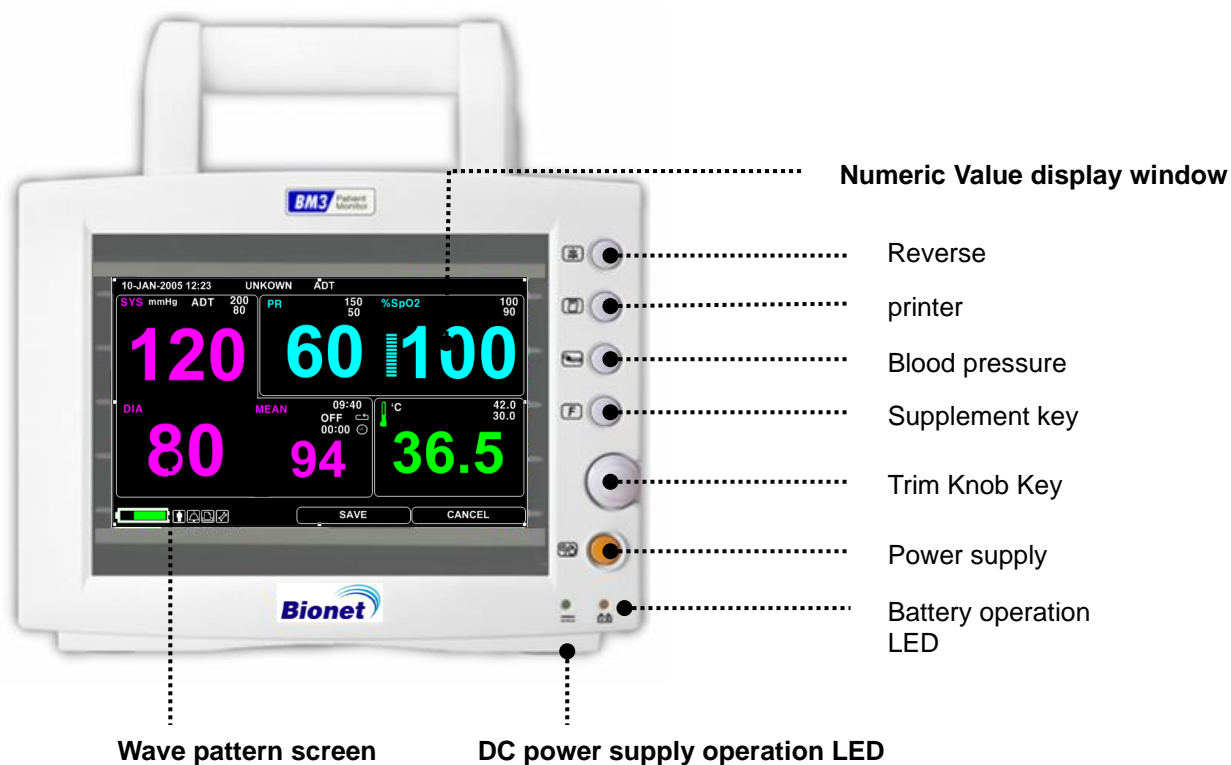 Numeric Value display window
BM3 Patient Monitor
Reverse
10-JAN-2005 12:23 UNKOWN ADT
SYS mmHg ADT 200
80
120
PR 150
50
60
%SpO2 100
90
100
printer
Blood pressure
DIA
80
MEAN 09:40
OFF
00:00
94
°C 42.0
30.0
36.5
F
Supplement key
Trim Knob Key
SAVE CANCEL
Power supply
Bionet
Battery operation
LED
Wave pattern screen
DC power supply operation LED